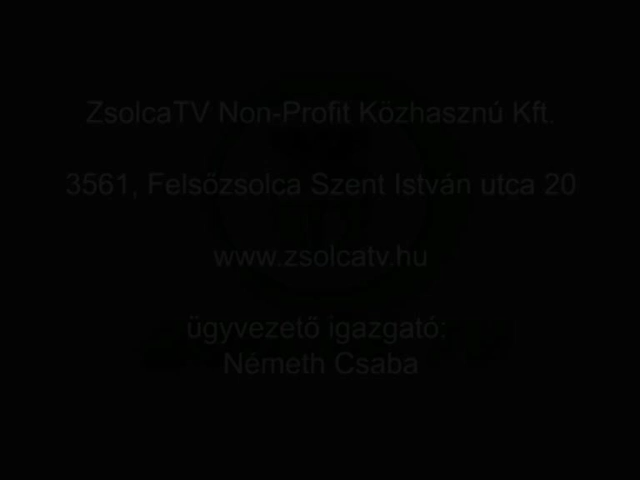 ZsolcaTV Non-Profit Közhasznú Kft.
3561, Felsőzsolca Szent István utca 20
www.zsolcatv.hu
ügyvezető igazgató:
Németh Csaba